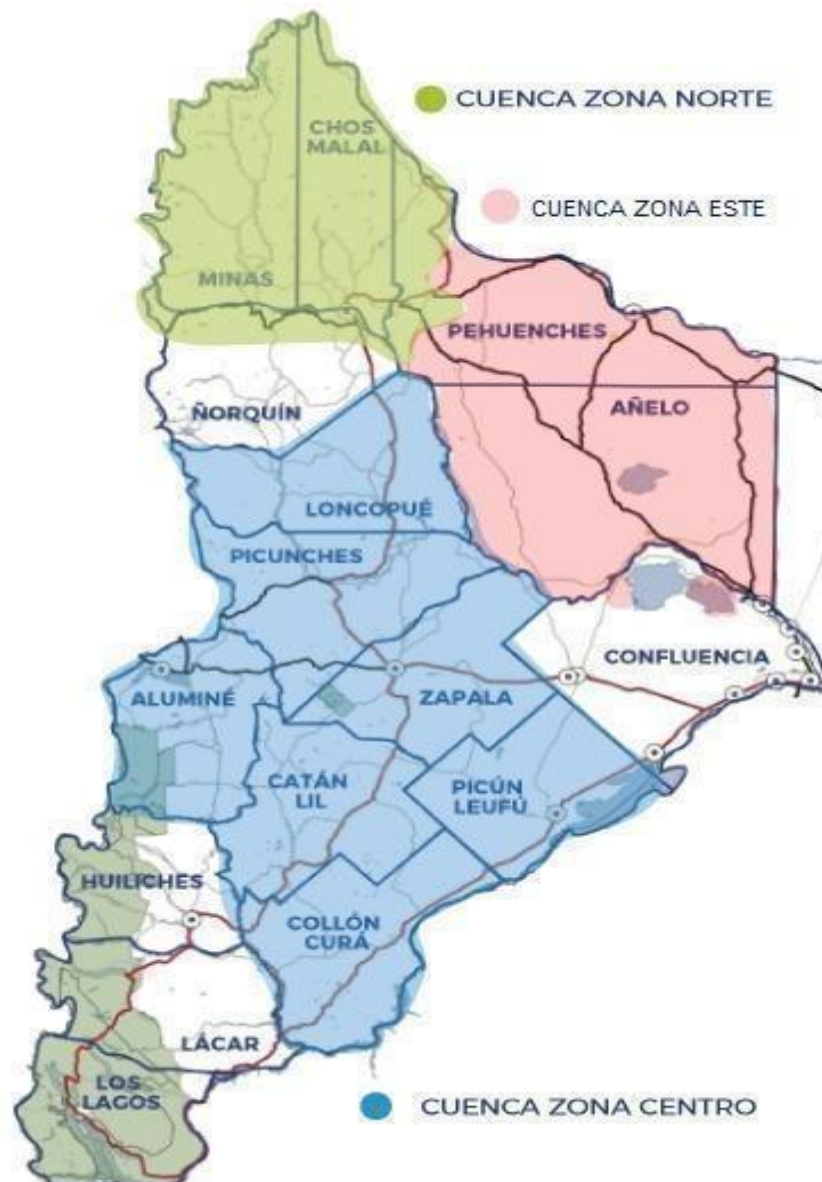 CUENCA ZONA NORTE
CHOS
MALAL
CUENCA ZONA ESTE
MINAS
PEHUENCHES
ÑORQUÍN
AÑELO
LONCOPUÉ
PICUNCHES
CONFLUENCIA
ALUMINÉ
ZAPALA
CATÁN
LIL
PICÚN
LEUFÚ
HUILICHES
COLLÓN
CURÁ
LÁCAR
LOS
LAGOS
CUENCA ZONA CENTRO